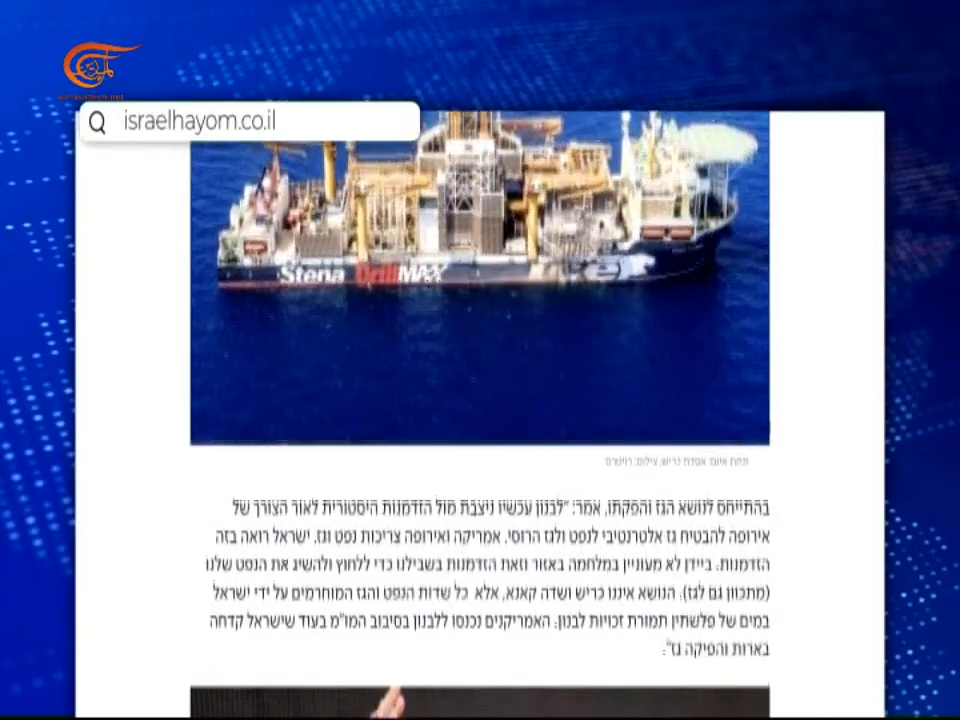 israelhayom.co.il
Stena DrillMAX
צילום: רויטרס
בהתייחס לנושא הגז והפקתו, אמר: "לבנון עכשיו ניצבת מול הזדמנות היסטורית לאור הצורך של
אירופה להבטיח גז אלטרנטיבי לנפט ולגז הרוסי, אמריקה ואירופה צריכות נפט וגז, ישראל רואה בזה
הזדמנות. ביידן לא מעוניין במלחמה באזור וזאת הזדמנות בשבילנו כדי ללחוץ ולהשיג את הנפט שלנו
(מתכוון גם לגז). הנושא איננו כריש ושדה קאנא, אלא כל שדות הנפט והגז המוחרמים על ידי ישראל
במים של פלשתין תמורת זכויות לבנון. האמריקנים נכנסו ללבנון בסיבוב המו"מ בעוד שישראל קדחה
בארות והפיקה גז".